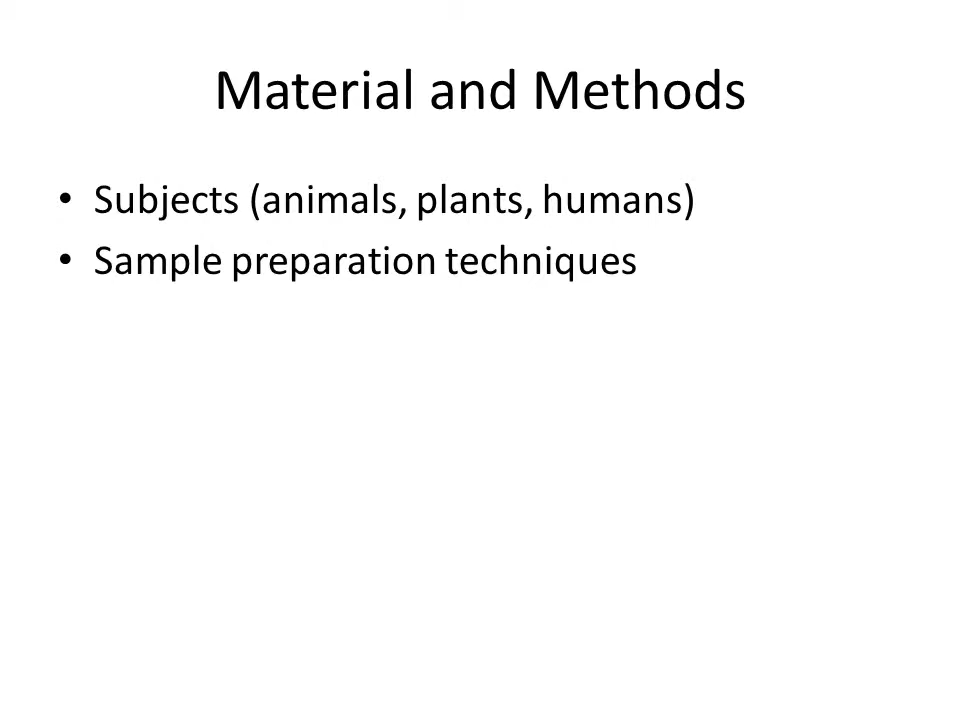 Material and Methods
• Subjects (animals, plants, humans)
• Sample preparation techniques